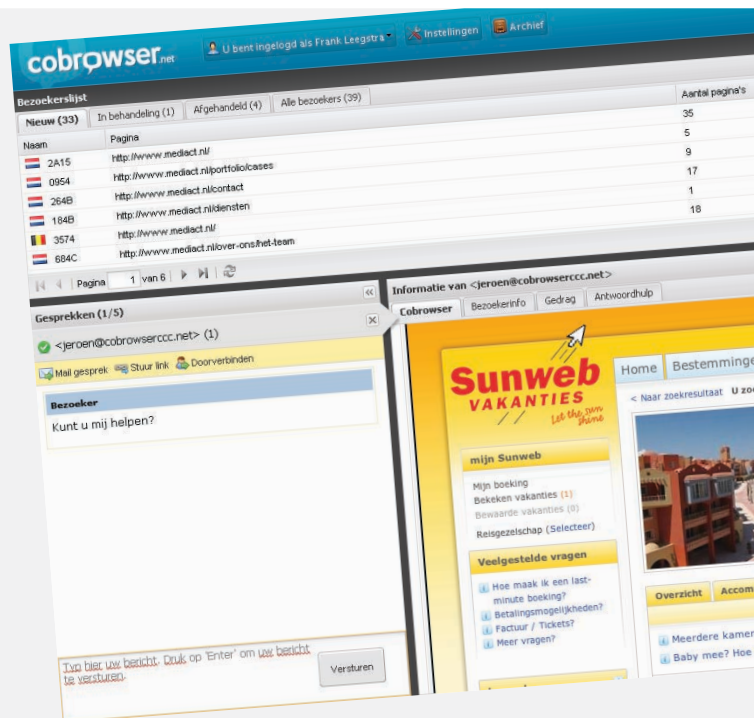 cobrowser.net
U bent ingelogd als Frank Leegstra
Instellingen
Archief
Bezoekerslijst
Nieuw (33)
In behandeling (1)
Afgehandeld (4)
Alle bezoekers (39)
Naam
Pagina
Aantal pagina's
2A15
http://www.mediact.nl/
35
0954
http://www.mediact.nl/portfolio/cases
5
264B
http://www.mediact.nl/contact
9
184B
http://www.mediact.nl/diensten
17
3574
http://www.mediact.nl/
1
684C
http://www.mediact.nl/over-ons/het-team
18
Pagina 1 van 6
Gesprekken (1/5)
<jeroen@cobrowserccc.net> (1)
Mail gesprek
Stuur link
Doorverbinden
Bezoeker
Kunt u mij helpen?
Typ hier uw bericht. Druk op 'Enter' om uw bericht
te versturen.
Versturen
Informatie van <jeroen@cobrowserccc.net>
Cobrowser
Bezoekerinfo
Gedrag
Antwoordhulp
Sunweb
VAKANTIES
Let the sun
shine
Home
Bestemminge
< Naar zoekresultaat
U zoe
mijn Sunweb
Mijn boeking
Bekeken vakanties (1)
Bewaarde vakanties (0)
Reisgezelschap (Selecteer)
Veelgestelde vragen
Hoe maak ik een last-
minute boeking?
Betalingsmogelijkheden?
Factuur / Tickets?
Meer vragen?
Overzicht
Accom
Meerdere kamer
Baby mee? Hoe